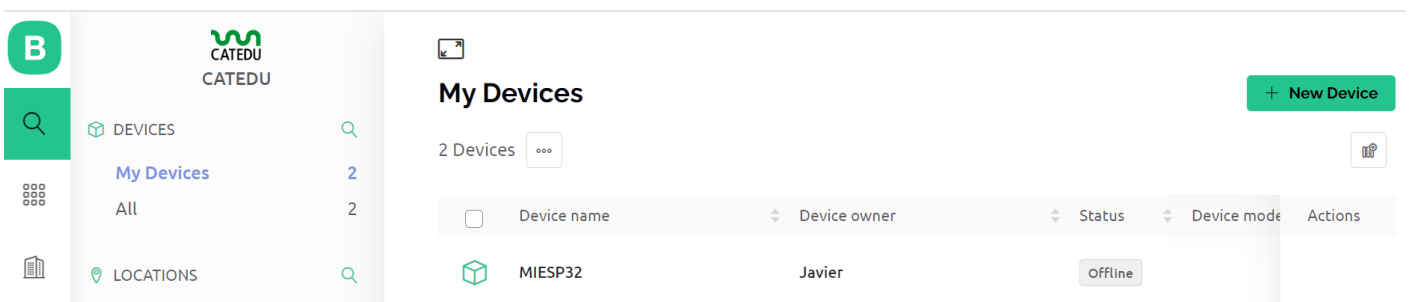 B
CATEDU
CATEDU
DEVICES
My Devices 2
All 2
LOCATIONS
My Devices
+ New Device
2 Devices
Device name Device owner Status Device mode Actions
MIESP32 Javier Offline